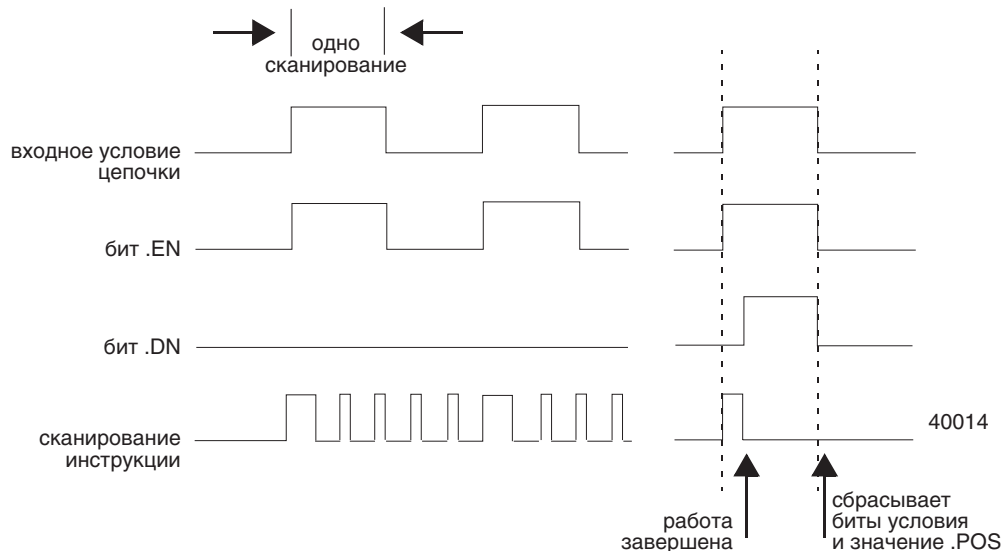 одно
сканирование
входное условие
цепочки
бит .EN
бит .DN
сканирование
инструкции
40014
работа
завершена
сбрасывает
биты условия
и значение .POS